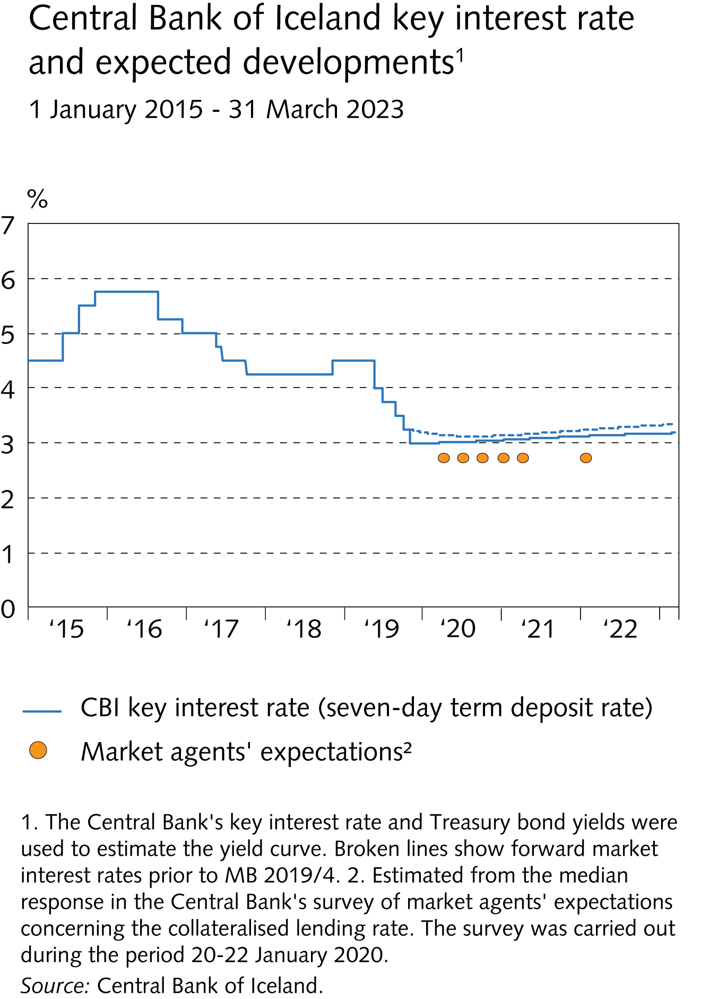 Central Bank of Iceland key interest rate
and expected developments¹
1 January 2015 - 31 March 2023
%
7
6
5
4
3
2
1
0
‘15 ‘16 ‘17 ‘18 ‘19 ‘20 ‘21 ‘22
CBI key interest rate (seven-day term deposit rate)
Market agents' expectations²
1. The Central Bank's key interest rate and Treasury bond yields were
used to estimate the yield curve. Broken lines show forward market
interest rates prior to MB 2019/4. 2. Estimated from the median
response in the Central Bank's survey of market agents' expectations
concerning the collateralised lending rate. The survey was carried out
during the period 20-22 January 2020.
Source: Central Bank of Iceland.